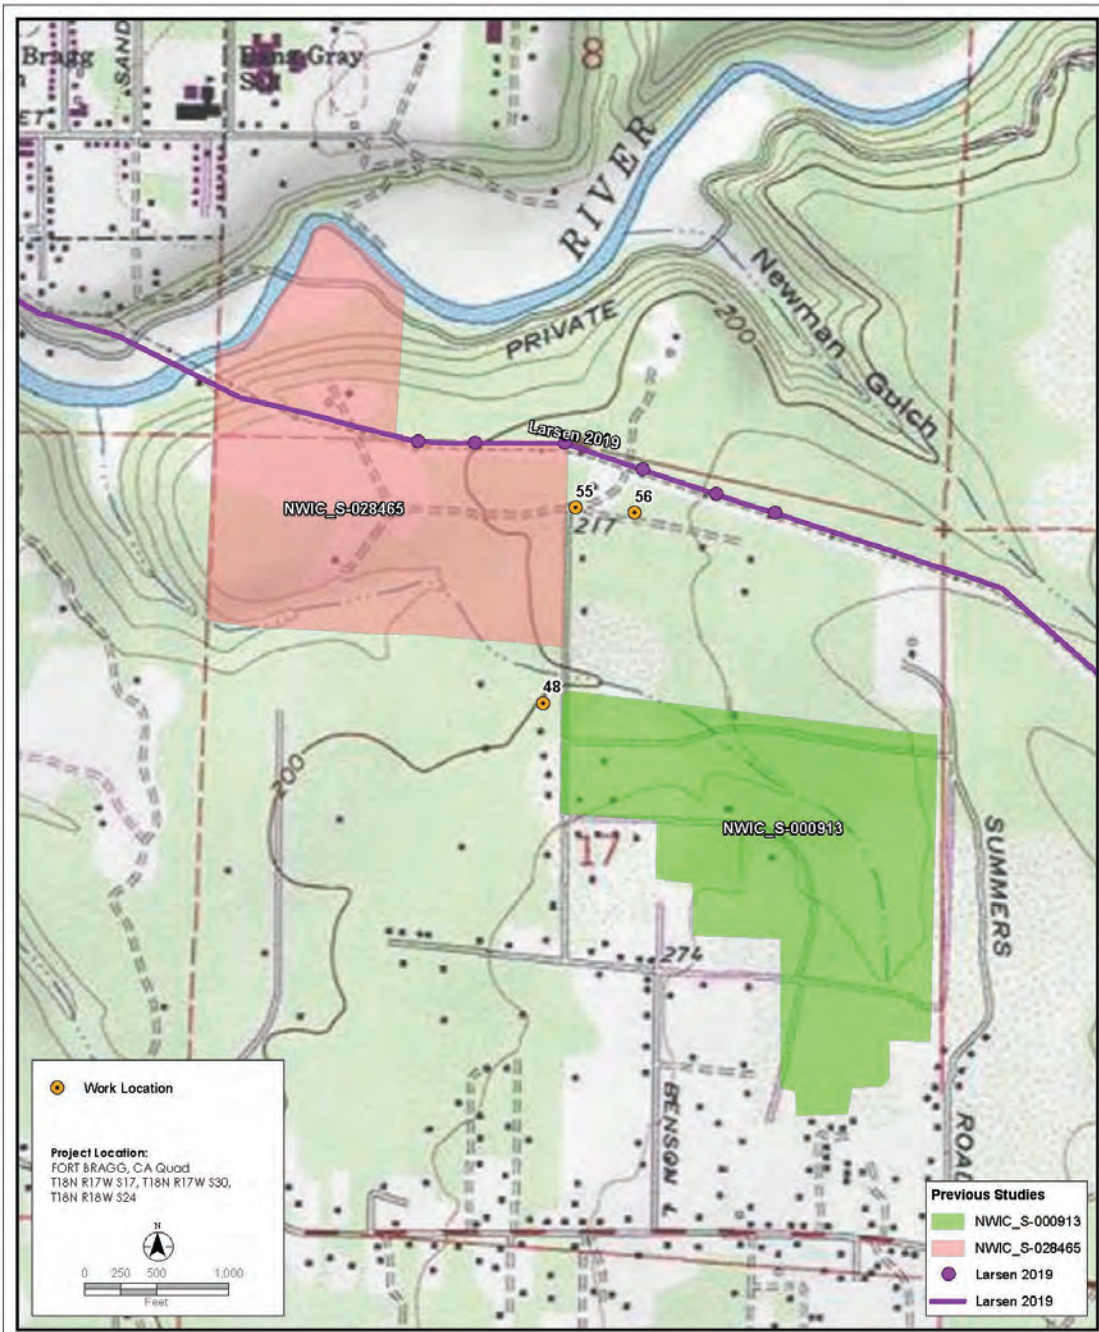 Bragg
SAND
Gray
8
RIVER
PRIVATE
Newman
Gulch
200
Larsen 2019
NWIC_S-028465
55
56
217
48
200
NWIC_S-000913
17
274
SUMMERS
ROAD
BENSON L
Work Location
Project Location:
FORT BRAGG, CA Quad
T18N R17W S17, T18N R17W S30,
T18N R18W S24
N
0 250 500 1,000
Feet
Previous Studies
NWIC_S-000913
NWIC_S-028465
Larsen 2019
Larsen 2019